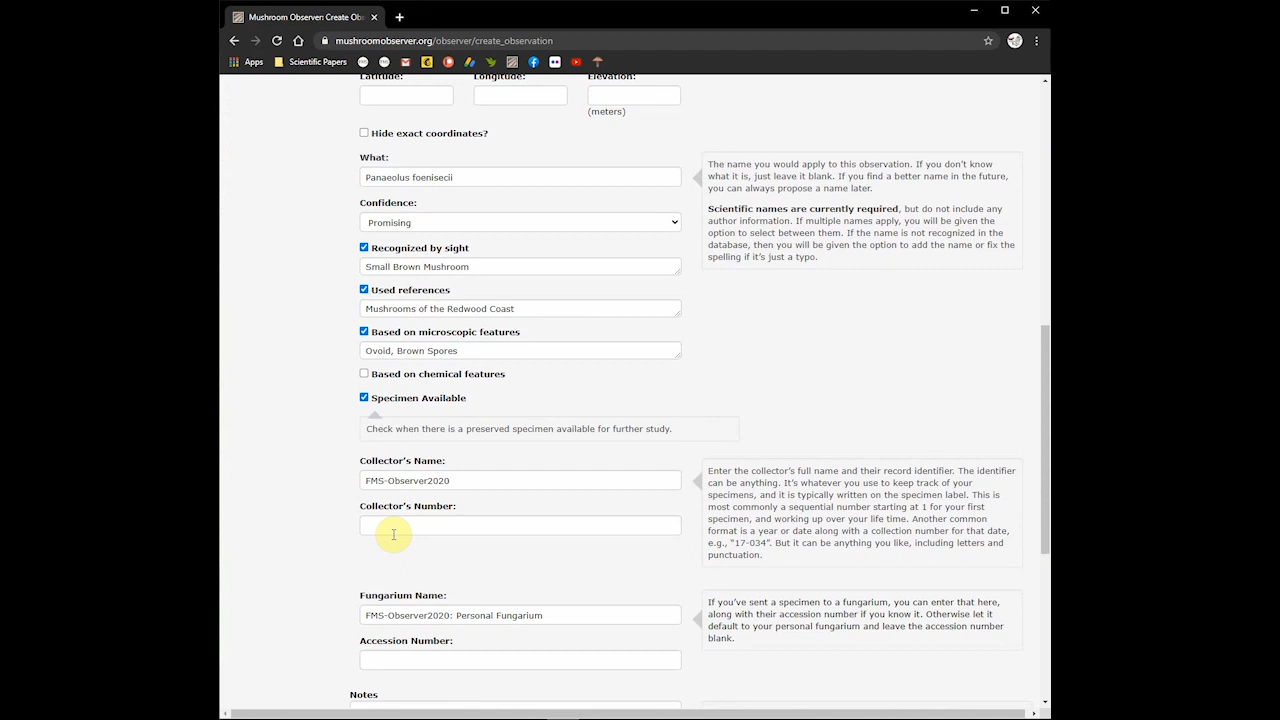 Mushroom Observer: Create Obs
mushroomobserver.org/observer/create_observation
Apps
Scientific Papers
Latitude:
Longitude:
Elevation:
(meters)
Hide exact coordinates?
What:
Panaeolus foenisecii
The name you would apply to this observation. If you don't know
what it is, just leave it blank. If you find a better name in the future,
you can always propose a name later.
Scientific names are currently required, but do not include any
author information. If multiple names apply, you will be given the
option to select between them. If the name is not recognized in the
database, then you will be given the option to add the name or fix the
spelling if it's just a typo.
Confidence:
Promising
Recognized by sight
Small Brown Mushroom
Used references
Mushrooms of the Redwood Coast
Based on microscopic features
Ovoid, Brown Spores
Based on chemical features
Specimen Available
Check when there is a preserved specimen available for further study.
Collector's Name:
FMS-Observer2020
Collector's Number:
Enter the collector's full name and their record identifier. The identifier
can be anything. It's whatever you use to keep track of your
specimens, and it is typically written on the specimen label. This is
most commonly a sequential number starting at 1 for your first
specimen, and working up over your life time. Another common
format is a year or date along with a collection number for that date,
e.g., "17-034". But it can be anything you like, including letters and
punctuation.
Fungarium Name:
FMS-Observer2020: Personal Fungarium
Accession Number:
If you've sent a specimen to a fungarium, you can enter that here,
along with their accession number if you know it. Otherwise let it
default to your personal fungarium and leave the accession number
blank.
Notes